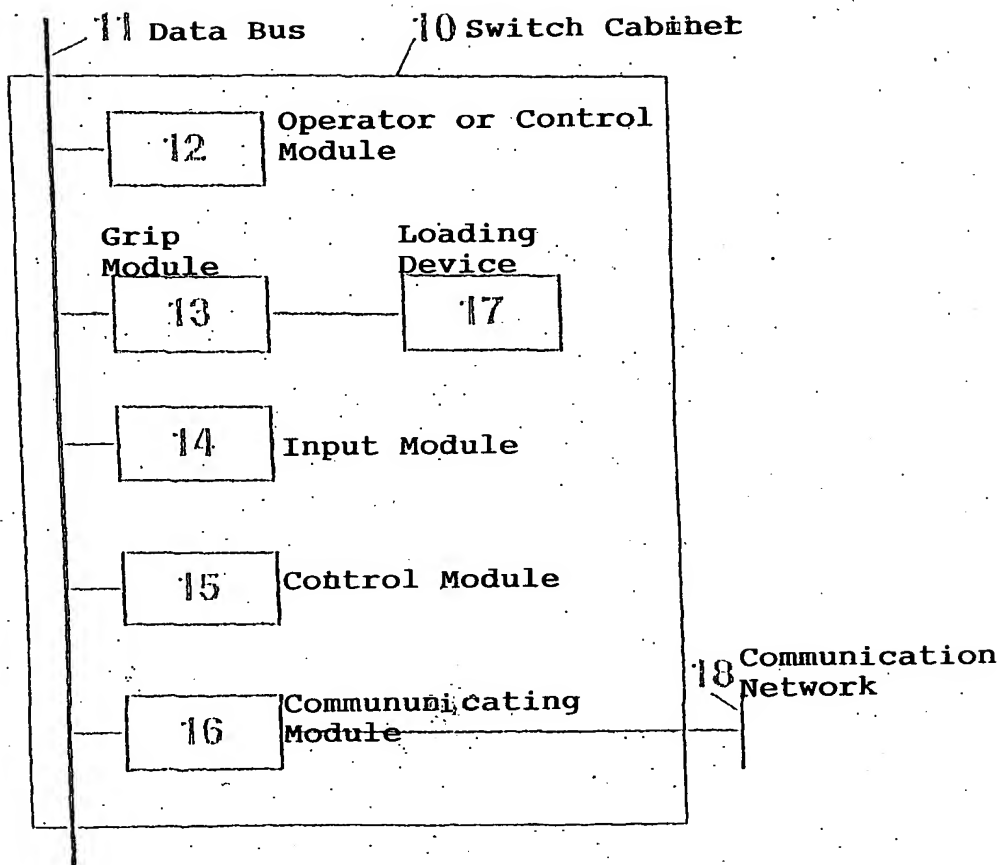 11 Data Bus
10 Switch Cabinet
12
Operator or Control
Module
Grip
Module
13
Loading
Device
17
14
Input Module
15
Control Module
18
Communication
Network
16
Commununicating
Module